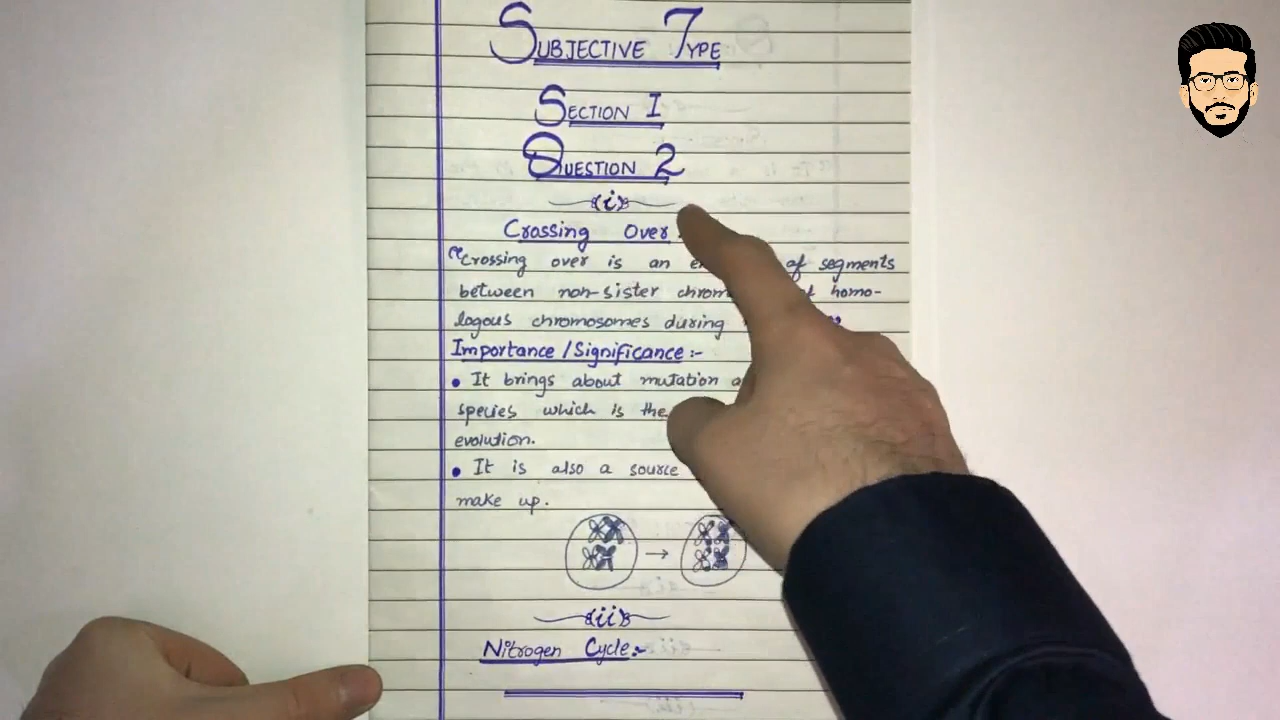 SUBJECTIVE TYPE
SECTION I
QUESTION 2
(i)
Crossing Over
"Crossing over is an of segments
between non-sister homo-
logous chromosomes during
Importance/Significance:-
• It brings about mutation
species which is the
evolution.
• It is also a source
make up.
(ii)
Nitrogen Cycle:-